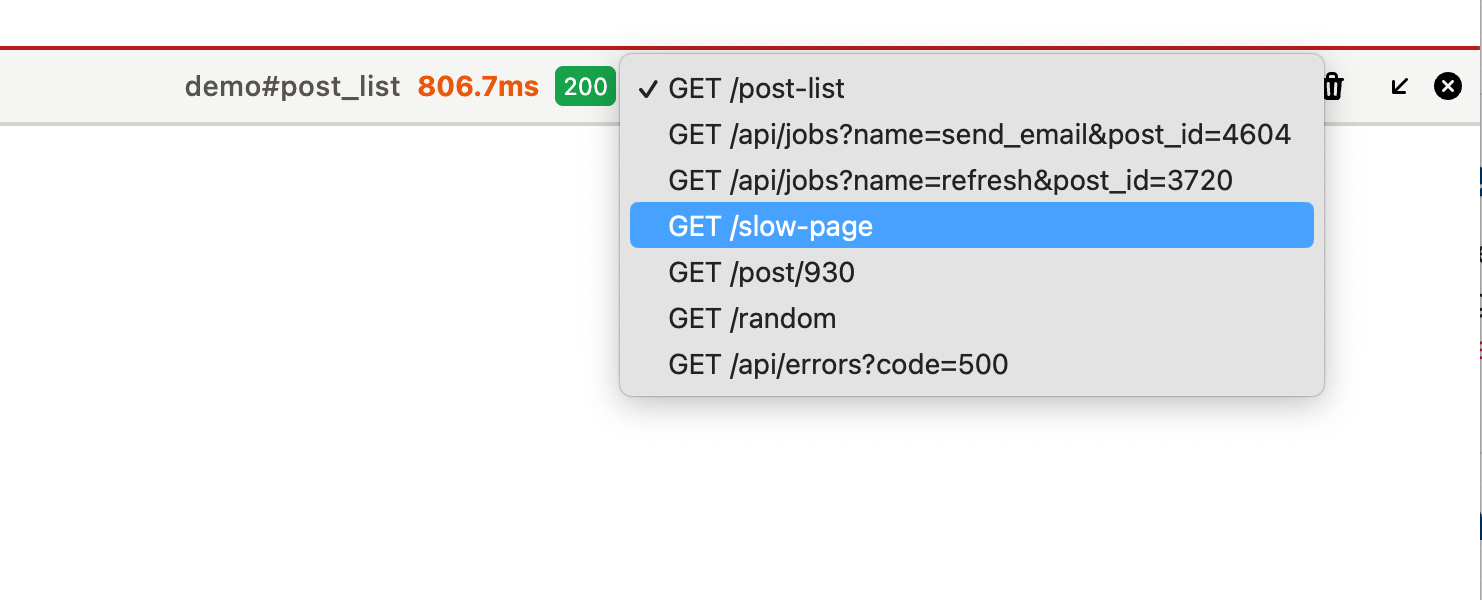 demo#post_list 806.7ms 200
✓ GET /post-list
GET /api/jobs?name=send_email&post_id=4604
GET /api/jobs?name=refresh&post_id=3720
GET /slow-page
GET /post/930
GET /random
GET /api/errors?code=500